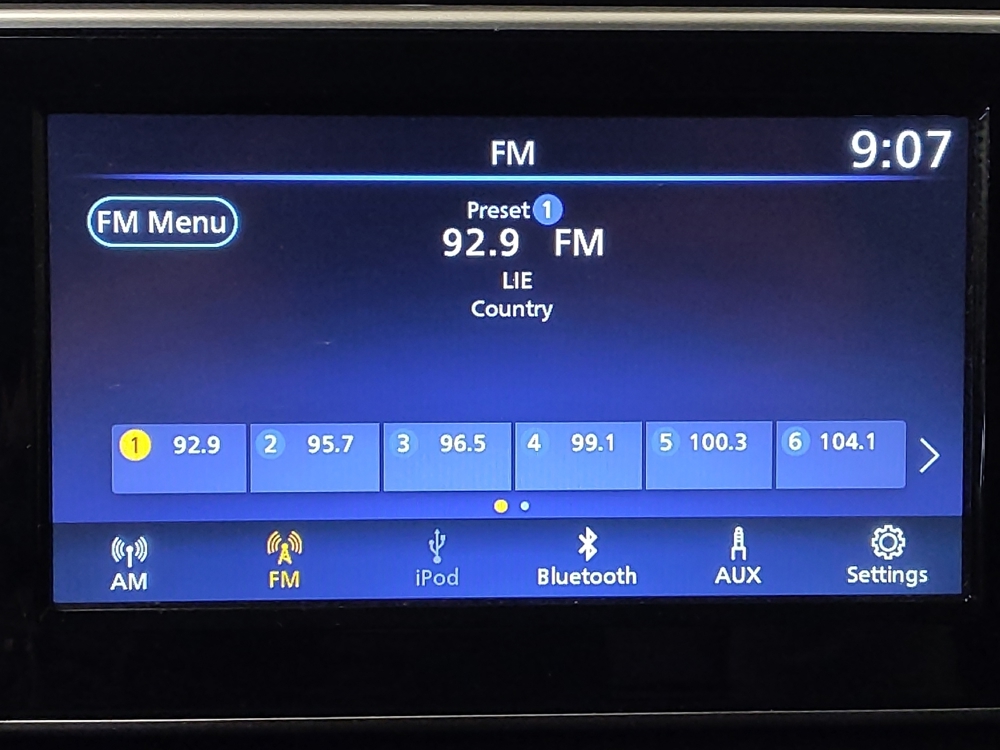 FM 9:07
FM Menu
Preset 1
92.9 FM
LIE
Country
1 92.9 2 95.7 3 96.5 4 99.1 5 100.3 6 104.1
AM FM iPod Bluetooth AUX Settings